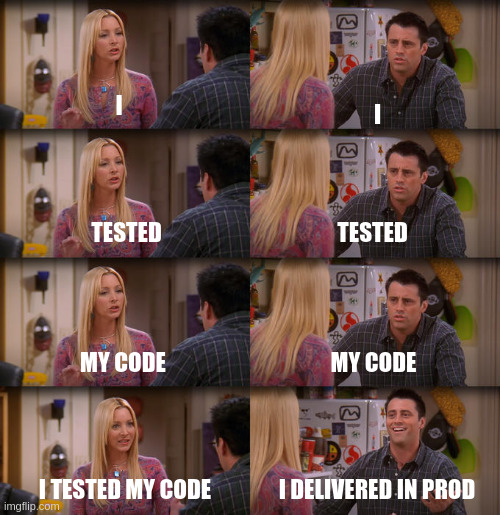 I
I
TESTED
TESTED
MY CODE
MY CODE
I TESTED MY CODE
I DELIVERED IN PROD
imgflip.com